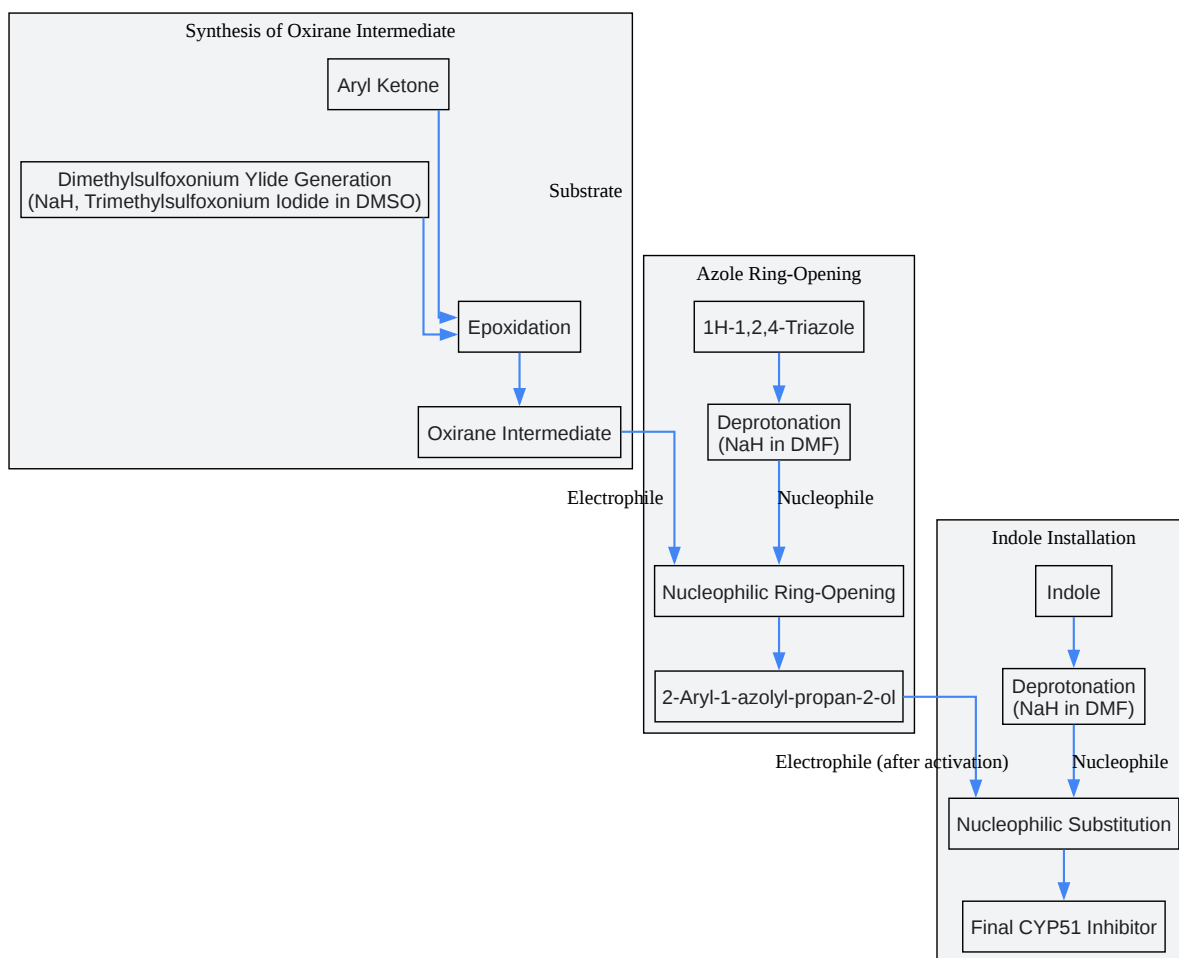 Synthesis of Oxirane Intermediate
Aryl Ketone
Dimethylsulfoxonium Ylide Generation
(NaH, Trimethylsulfoxonium Iodide in DMSO)
Substrate
Epoxidation
Oxirane Intermediate
Azole Ring-Opening
1H-1,2,4-Triazole
Deprotonation
(NaH in DMF)
Electrophile
Nucleophile
Nucleophilic Ring-Opening
2-Aryl-1-azolyl-propan-2-ol
Indole Installation
Indole
Deprotonation
(NaH in DMF)
Electrophile (after activation)
Nucleophile
Nucleophilic Substitution
Final CYP51 Inhibitor